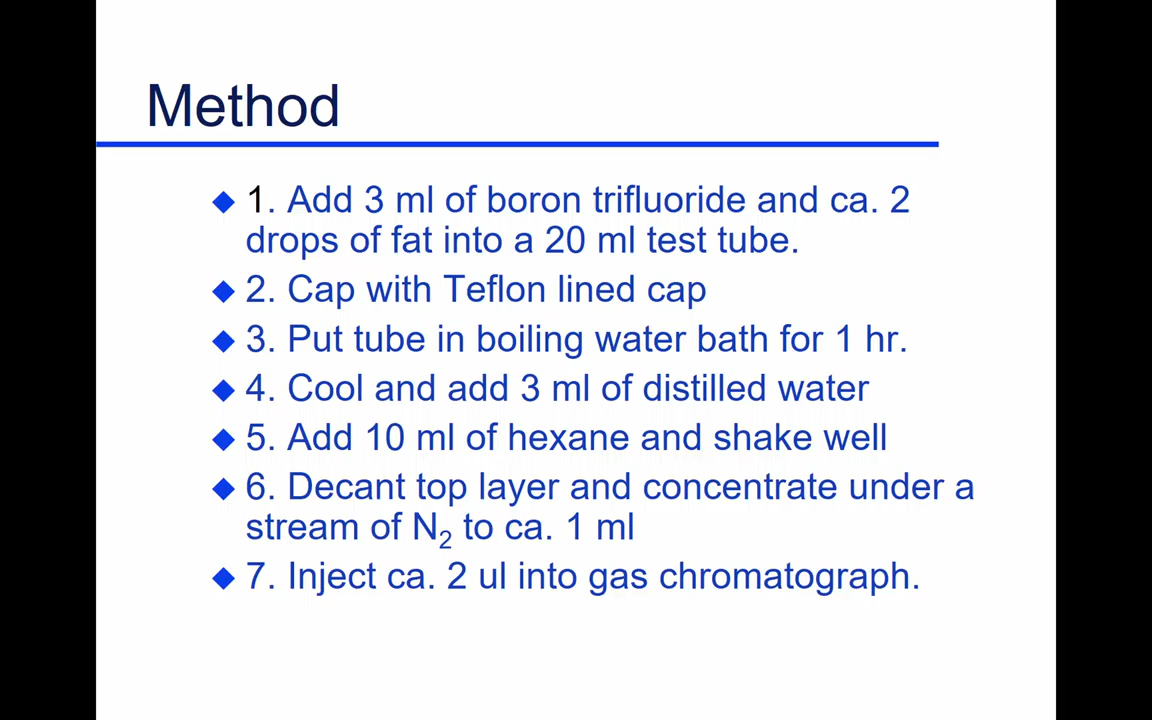 Method
1. Add 3 ml of boron trifluoride and ca. 2
drops of fat into a 20 ml test tube.
2. Cap with Teflon lined cap
3. Put tube in boiling water bath for 1 hr.
4. Cool and add 3 ml of distilled water
5. Add 10 ml of hexane and shake well
6. Decant top layer and concentrate under a
stream of N₂ to ca. 1 ml
7. Inject ca. 2 ul into gas chromatograph.